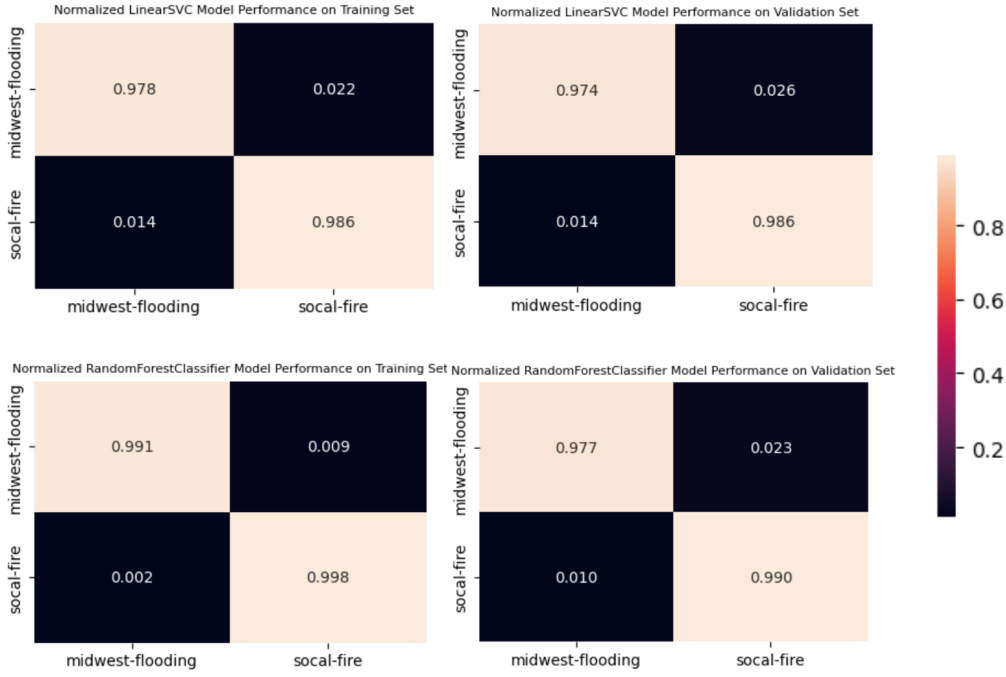 Normalized LinearSVC Model Performance on Training Set
midwest-flooding
0.978
0.022
socal-fire
0.014
0.986
midwest-flooding
socal-fire
Normalized LinearSVC Model Performance on Validation Set
midwest-flooding
0.974
0.026
socal-fire
0.014
0.986
midwest-flooding
socal-fire
0.8
0.6
0.4
0.2
Normalized RandomForestClassifier Model Performance on Training Set
midwest-flooding
0.991
0.009
socal-fire
0.002
0.998
midwest-flooding
socal-fire
Normalized RandomForestClassifier Model Performance on Validation Set
midwest-flooding
0.977
0.023
socal-fire
0.010
0.990
midwest-flooding
socal-fire